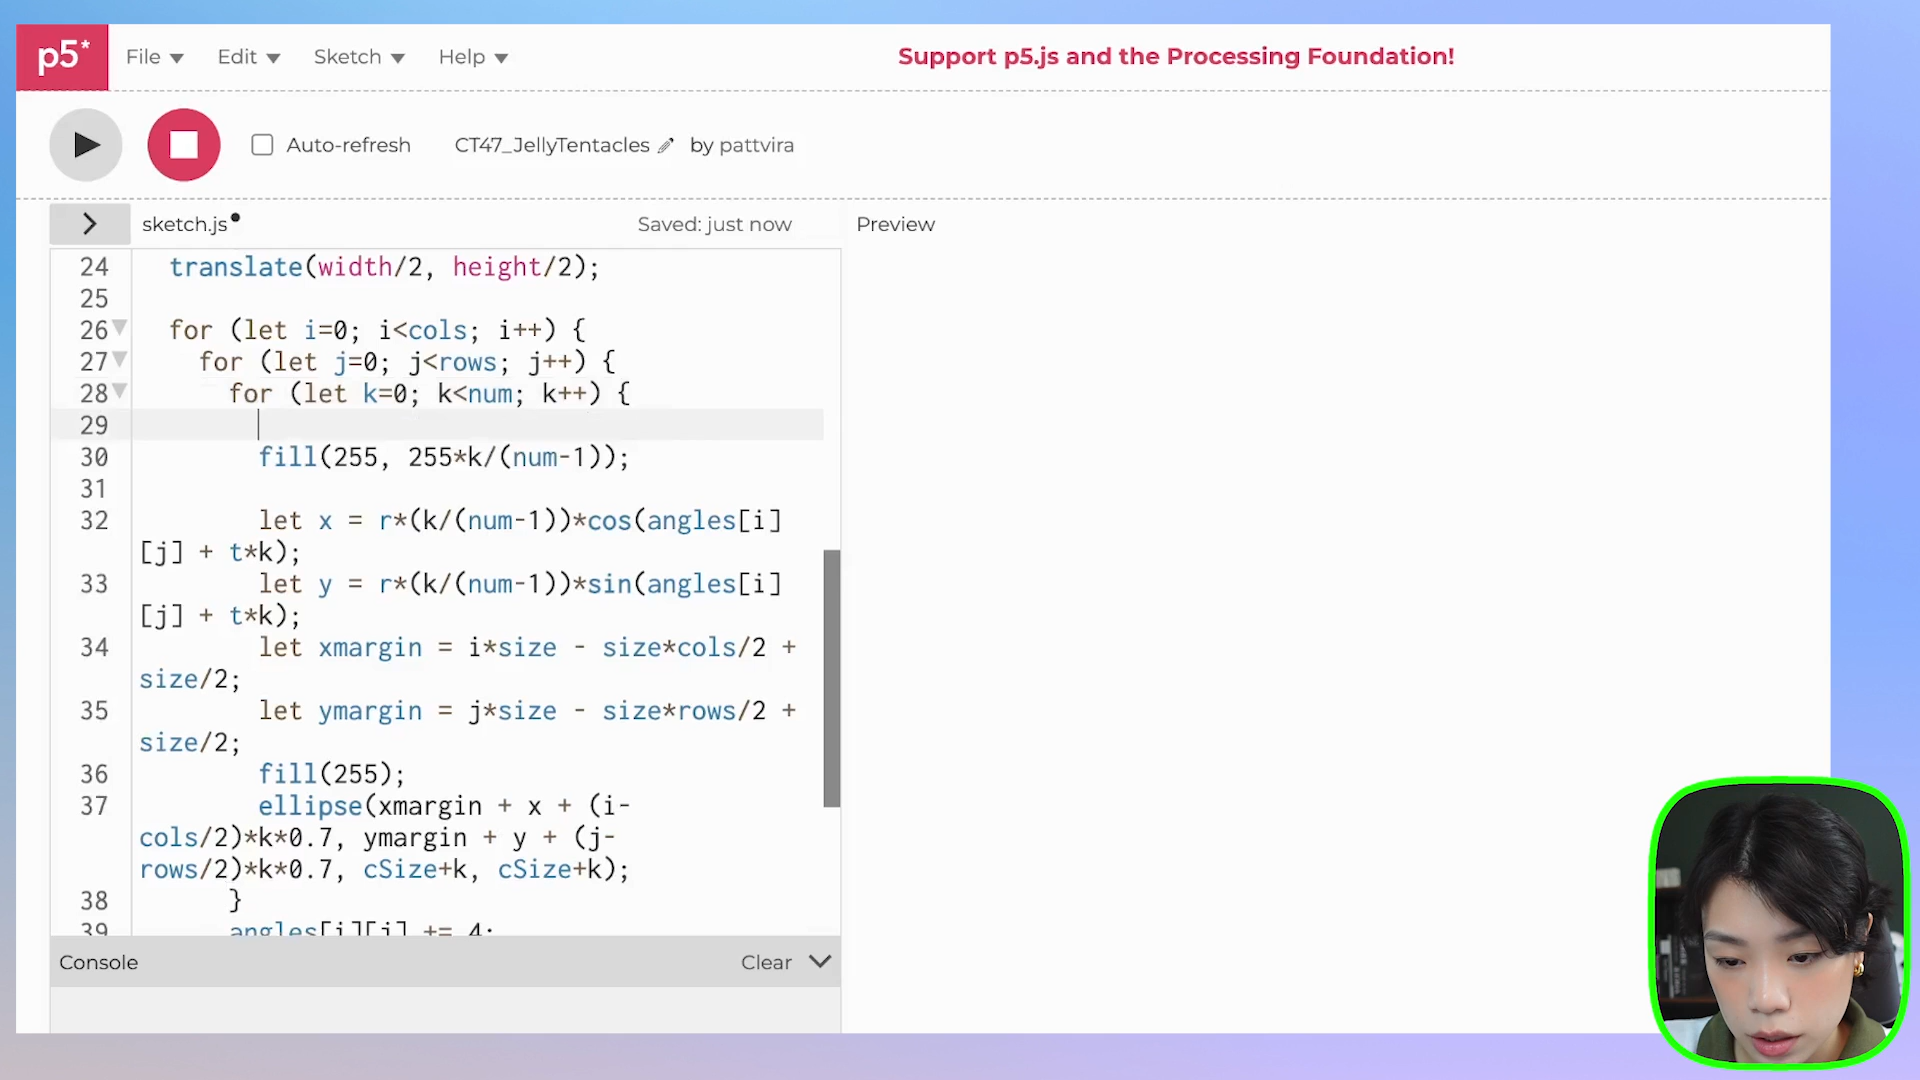 p5*
File Edit Sketch Help
Support p5.js and the Processing Foundation!
Auto-refresh
CT47_JellyTentacles by pattvira
sketch.js
Saved: just now
Preview
24 translate(width/2, height/2);
25
26 for (let i=0; i<cols; i++) {
27 for (let j=0; j<rows; j++) {
28 for (let k=0; k<num; k++) {
29
30 fill(255, 255*k/(num-1));
31
32 let x = r*(k/(num-1))*cos(angles[i]
[j] + t*k);
33 let y = r*(k/(num-1))*sin(angles[i]
[j] + t*k);
34 let xmargin = i*size - size*cols/2 +
size/2;
35 let ymargin = j*size - size*rows/2 +
size/2;
36 fill(255);
37 ellipse(xmargin + x + (i-
cols/2)*k*0.7, ymargin + y + (j-
rows/2)*k*0.7, cSize+k, cSize+k);
38 }
39 angles[i][j] += 4;
Console
Clear